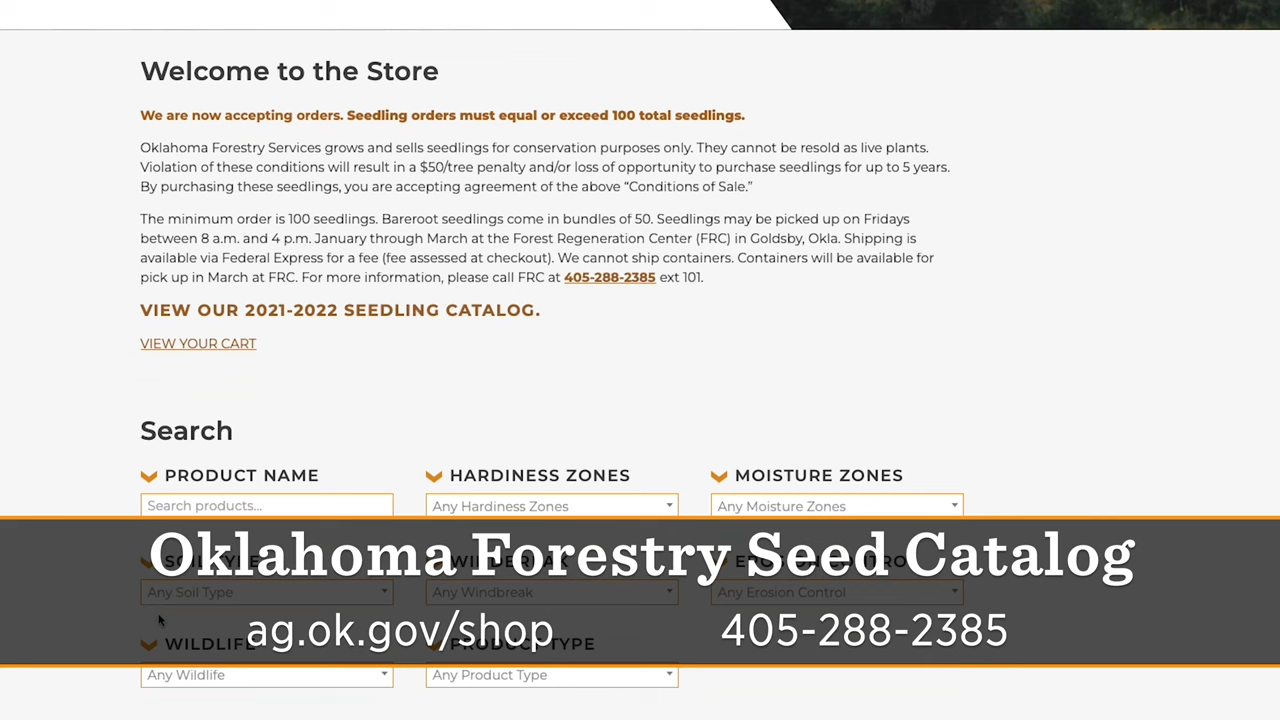 Welcome to the Store
We are now accepting orders. Seedling orders must equal or exceed 100 total seedlings.
Oklahoma Forestry Services grows and sells seedlings for conservation purposes only. They cannot be resold as live plants.
Violation of these conditions will result in a $50/tree penalty and/or loss of opportunity to purchase seedlings for up to 5 years.
By purchasing these seedlings, you are accepting agreement of the above “Conditions of Sale.”
The minimum order is 100 seedlings. Bareroot seedlings come in bundles of 50. Seedlings may be picked up on Fridays
between 8 a.m. and 4 p.m. January through March at the Forest Regeneration Center (FRC) in Goldsby, Okla. Shipping is
available via Federal Express for a fee (fee assessed at checkout). We cannot ship containers. Containers will be available for
pick up in March at FRC. For more information, please call FRC at 405-288-2385 ext 101.
VIEW OUR 2021-2022 SEEDLING CATALOG.
VIEW YOUR CART
Search
PRODUCT NAME HARDINESS ZONES MOISTURE ZONES
Search products... Any Hardiness Zones Any Moisture Zones
SOIL TYPE WINDBREAK EROSION CONTROL
Oklahoma Forestry Seed Catalog
Any Soil Type Any Windbreak Any Erosion Control
WILDLIFE PRODUCT TYPE
ag.ok.gov/shop 405-288-2385
Any Wildlife Any Product Type